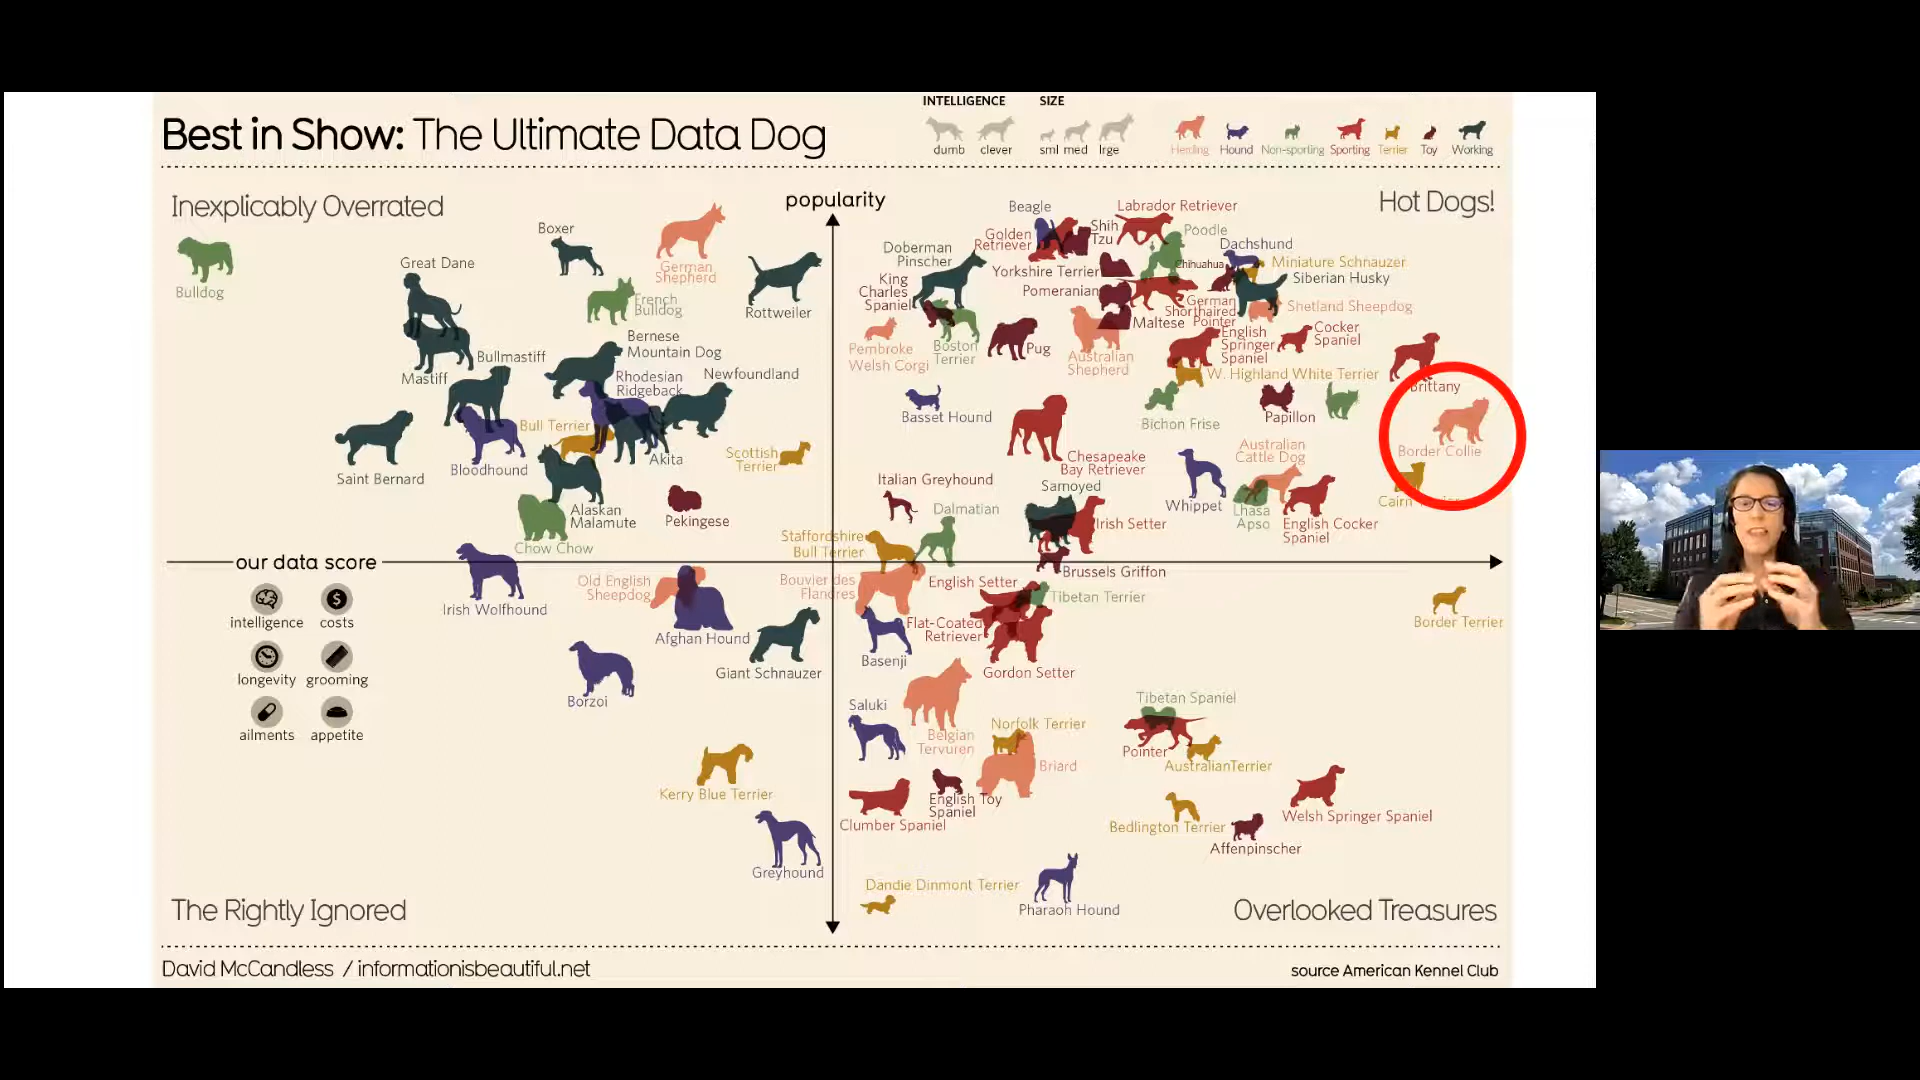 Best in Show: The Ultimate Data Dog
INTELLIGENCE
SIZE
dumb
clever
sml med lrge
Herding
Hound
Non-sporting
Sporting
Terrier
Toy
Working
Inexplicably Overrated
popularity
Hot Dogs!
Bulldog
Great Dane
Boxer
German
Shepherd
French
Bulldog
Rottweiler
Mastiff
Bullmastiff
Bernese
Mountain Dog
Rhodesian
Ridgeback
Newfoundland
Saint Bernard
Bloodhound
Bull Terrier
Akita
Scottish
Terrier
Alaskan
Malamute
Chow Chow
Pekingese
Beagle
Golden
Retriever
Shih
Tzu
Labrador Retriever
Poodle
Doberman
Pinscher
Yorkshire Terrier
Chihuahua
Dachshund
Miniature Schnauzer
Siberian Husky
King
Charles
Spaniel
Pomeranian
German
Shorthaired
Pointer
Shetland Sheepdog
Pembroke
Welsh Corgi
Boston
Terrier
Pug
Maltese
Australian
Shepherd
English
Springer
Spaniel
Cocker
Spaniel
W. Highland White Terrier
Brittany
Basset Hound
Bichon Frise
Papillon
Border Collie
Cairn
Chesapeake
Bay Retriever
Australian
Cattle Dog
Italian Greyhound
Samoyed
Whippet
Lhasa
Apso
English Cocker
Spaniel
Dalmatian
Irish Setter
Staffordshire
Bull Terrier
our data score
Brussels Griffon
intelligence
costs
longevity
grooming
ailments
appetite
Irish Wolfhound
Old English
Sheepdog
Afghan Hound
Borzoi
Giant Schnauzer
Bouvier des
Flandres
English Setter
Tibetan Terrier
Flat-Coated
Retriever
Basenji
Gordon Setter
Border Terrier
Saluki
Belgian
Tervuren
Norfolk Terrier
Briard
Tibetan Spaniel
Pointer
AustralianTerrier
Kerry Blue Terrier
English Toy
Spaniel
Clumber Spaniel
Welsh Springer Spaniel
Bedlington Terrier
Affenpinscher
Greyhound
Dandie Dinmont Terrier
Pharaoh Hound
The Rightly Ignored
Overlooked Treasures
David McCandless / informationisbeautiful.net
source American Kennel Club